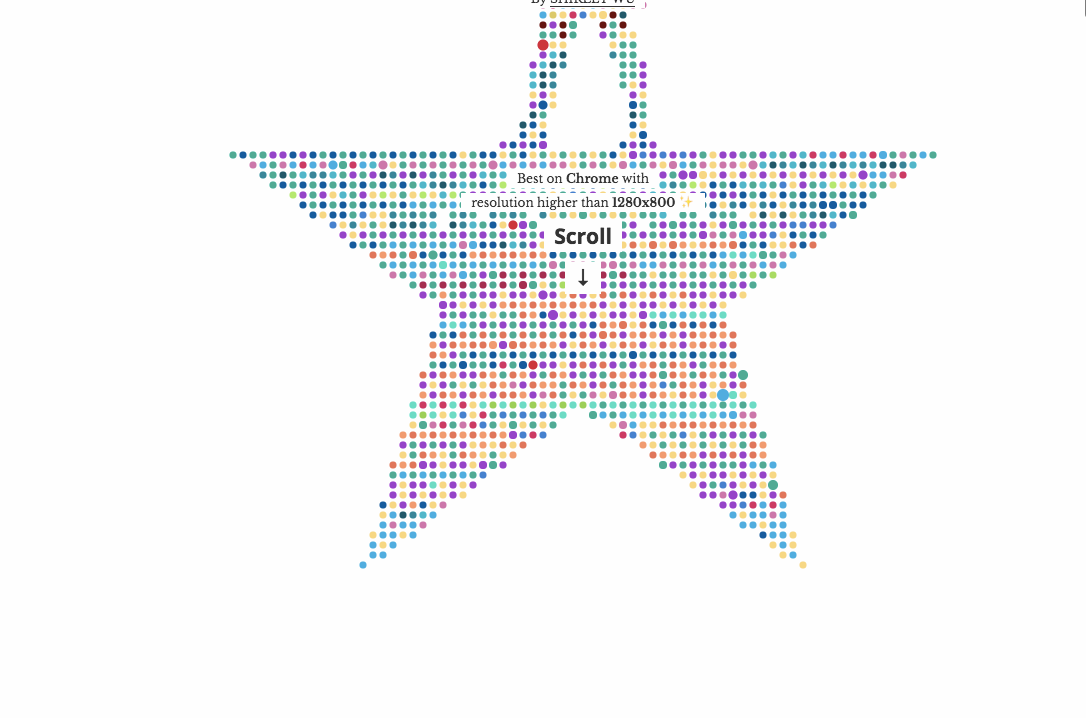 By SHIRLEY WU
Best on Chrome with
resolution higher than 1280x800 ✨
Scroll
↓